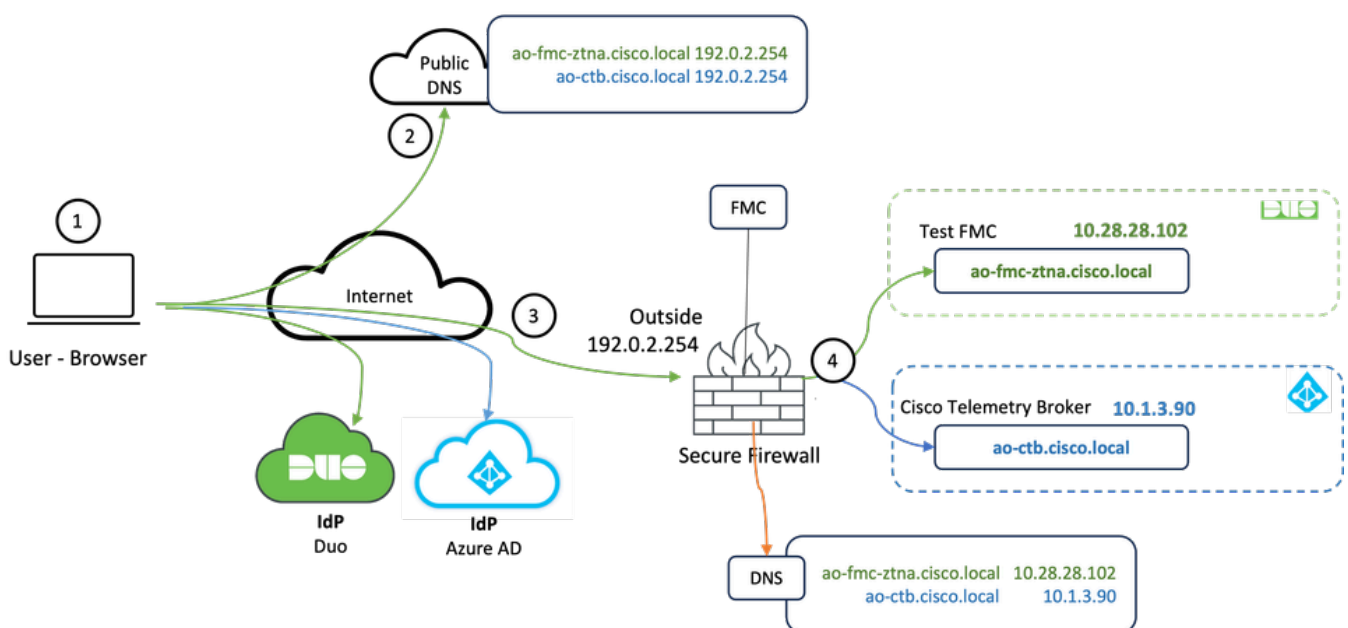 Public
DNS
ao-fmc-ztna.cisco.local 192.0.2.254
ao-ctb.cisco.local 192.0.2.254
2
1
FMC
DUO
Test FMC 10.28.28.102
ao-fmc-ztna.cisco.local
Internet
3
Outside
192.0.2.254
4
User - Browser
Cisco Telemetry Broker 10.1.3.90
ao-ctb.cisco.local
Secure Firewall
DUO
IdP
Duo
IdP
Azure AD
DNS
ao-fmc-ztna.cisco.local 10.28.28.102
ao-ctb.cisco.local 10.1.3.90